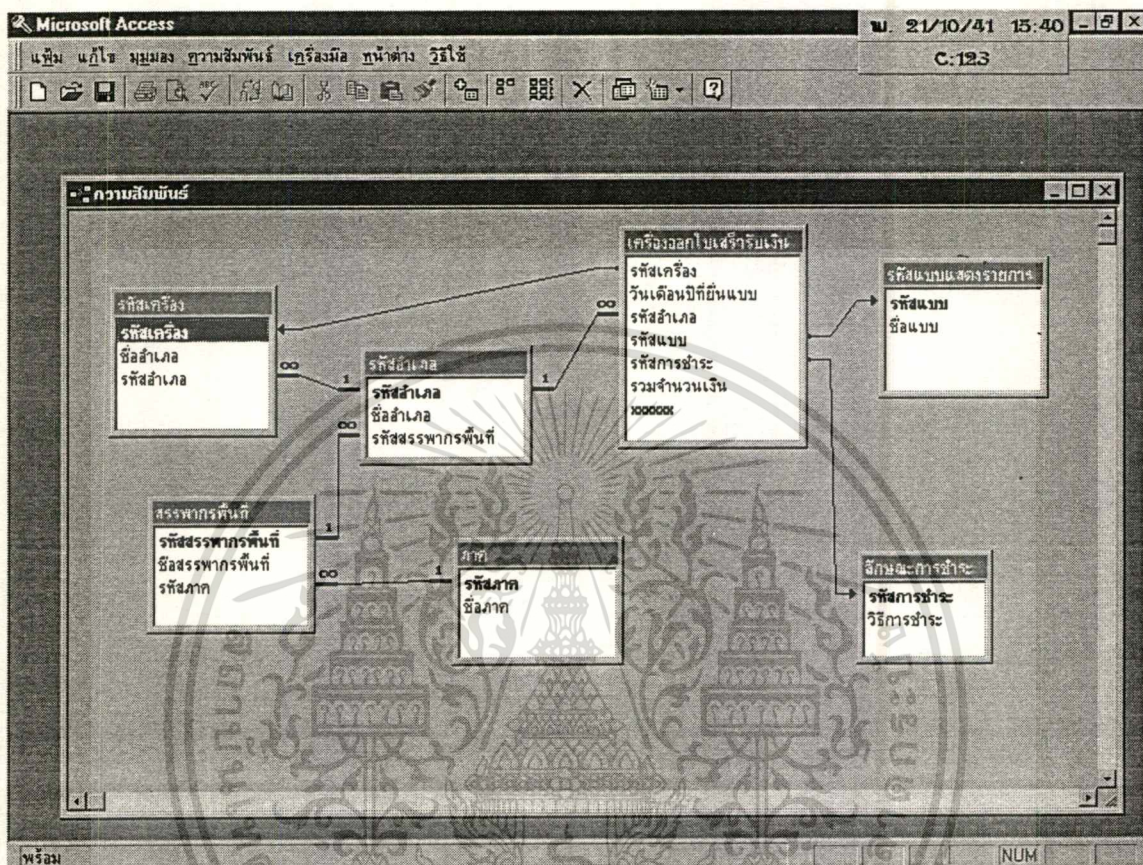 Microsoft Access
พ. 21/10/41 15:40
C:123
แฟ้ม แก้ไข มุมมอง ความสัมพันธ์ เครื่องมือ หน้าต่าง วิธีใช้
ความสัมพันธ์
รหัสเครื่อง
รหัสเครื่อง
ชื่ออำเภอ
รหัสอำเภอ
รหัสอำเภอ
รหัสอำเภอ
ชื่ออำเภอ
รหัสสรรพากรพื้นที่
เครื่องออกใบเสร็จรับเงิน
รหัสเครื่อง
วันเดือนปีที่ยื่นแบบ
รหัสอำเภอ
รหัสแบบ
รหัสการชำระ
รวมจำนวนเงิน
xxxxxx
รหัสแบบแสดงรายการ
รหัสแบบ
ชื่อแบบ
สรรพากรพื้นที่
รหัสสรรพากรพื้นที่
ชื่อสรรพากรพื้นที่
รหัสภาค
ภาค
รหัสภาค
ชื่อภาค
ลักษณะการชำระ
รหัสการชำระ
วิธีการชำระ
∞ 1
1 ∞
∞ 1
∞ 1
พร้อม
NUM